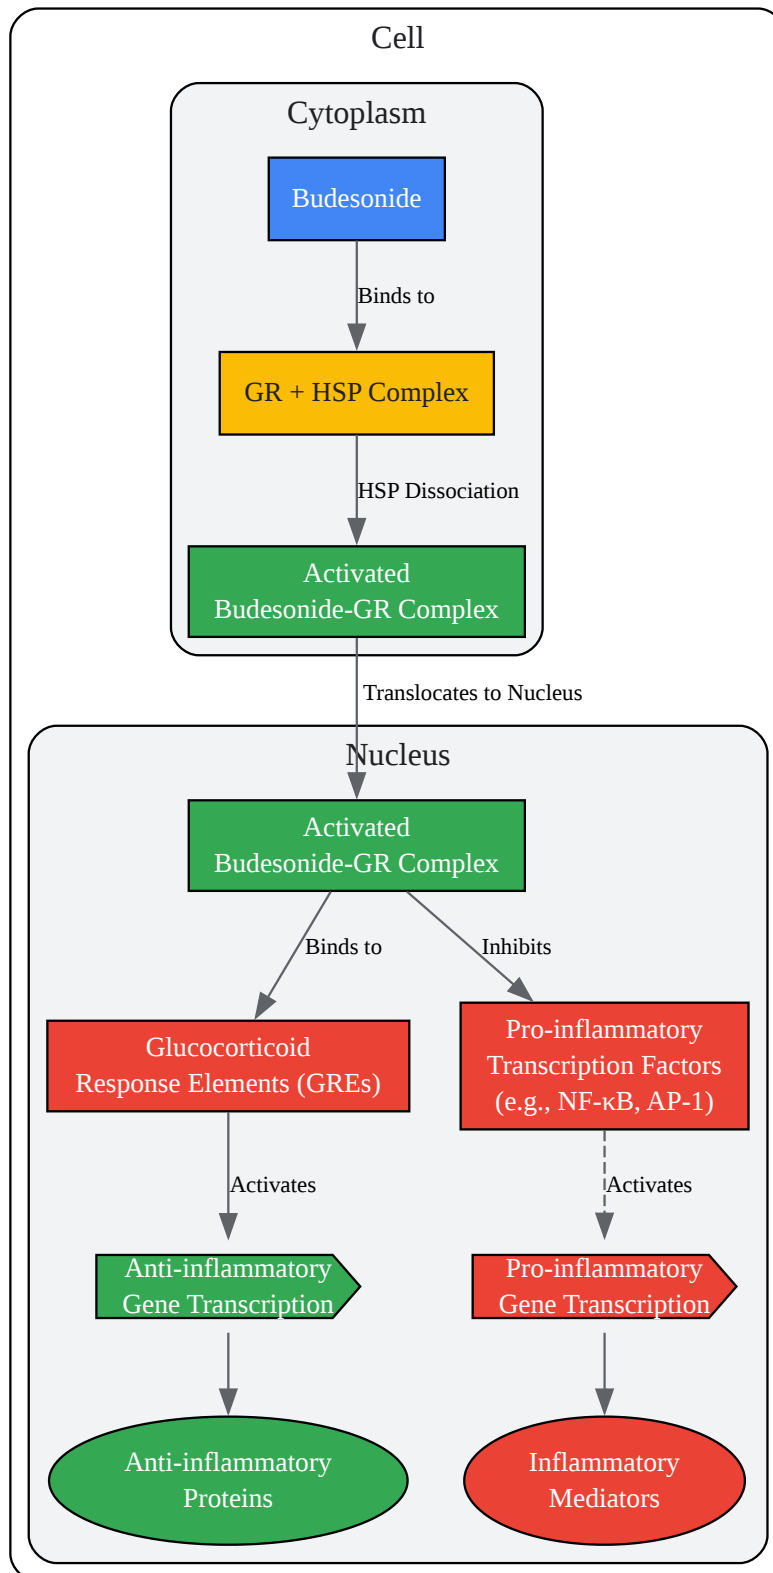 Cell
Cytoplasm
Budesonide
Binds to
GR + HSP Complex
HSP Dissociation
Activated
Budesonide-GR Complex
Translocates to Nucleus
Nucleus
Activated
Budesonide-GR Complex
Binds to
Inhibits
Glucocorticoid
Response Elements (GREs)
Pro-inflammatory
Transcription Factors
(e.g., NF-κB, AP-1)
Activates
Activates
Anti-inflammatory
Gene Transcription
Pro-inflammatory
Gene Transcription
Anti-inflammatory
Proteins
Inflammatory
Mediators